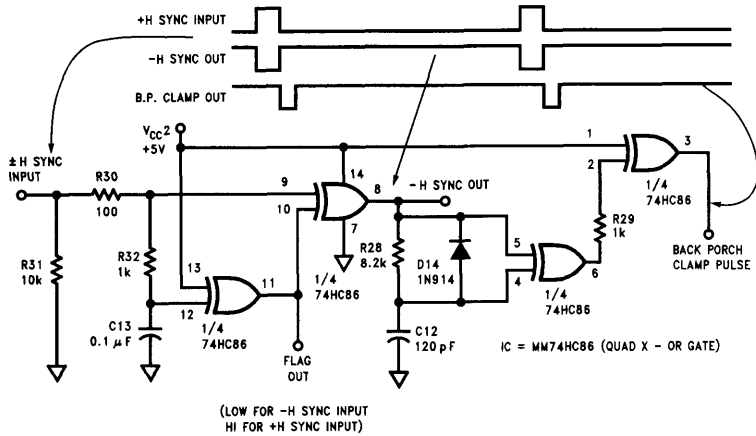 +H SYNC INPUT
-H SYNC OUT
B.P. CLAMP OUT
VCC2
+5V
±H SYNC
INPUT
R30
100
R31
10k
R32
1k
C13
0.1 μF
13
12
11
1/4
74HC86
FLAG
OUT
(LOW FOR -H SYNC INPUT
HI FOR +H SYNC INPUT)
9
10
14
8
7
1/4
74HC86
-H SYNC OUT
R28
8.2k
D14
1N914
C12
120 pF
5
4
6
1/4
74HC86
R29
1k
1
2
3
1/4
74HC86
BACK PORCH
CLAMP PULSE
IC = MM74HC86 (QUAD X - OR GATE)